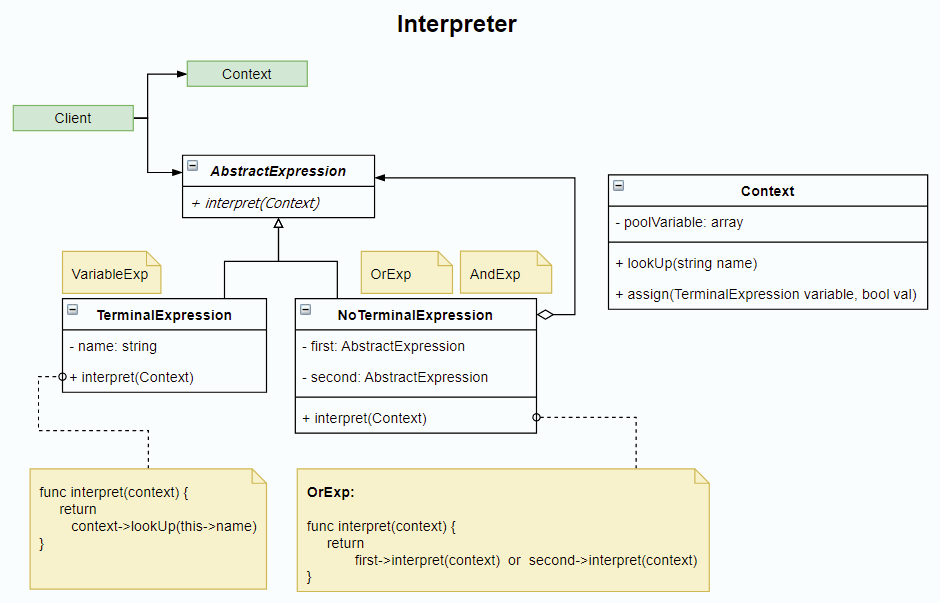 Interpreter
Context
Client
AbstractExpression
+ interpret(Context)
Context
- poolVariable: array
+ lookUp(string name)
+ assign(TerminalExpression variable, bool val)
VariableExp
OrExp
AndExp
TerminalExpression
- name: string
+ interpret(Context)
NoTerminalExpression
- first: AbstractExpression
- second: AbstractExpression
+ interpret(Context)
func interpret(context) {
return
context->lookUp(this->name)
}
OrExp:
func interpret(context) {
return
first->interpret(context) or second->interpret(context)
}